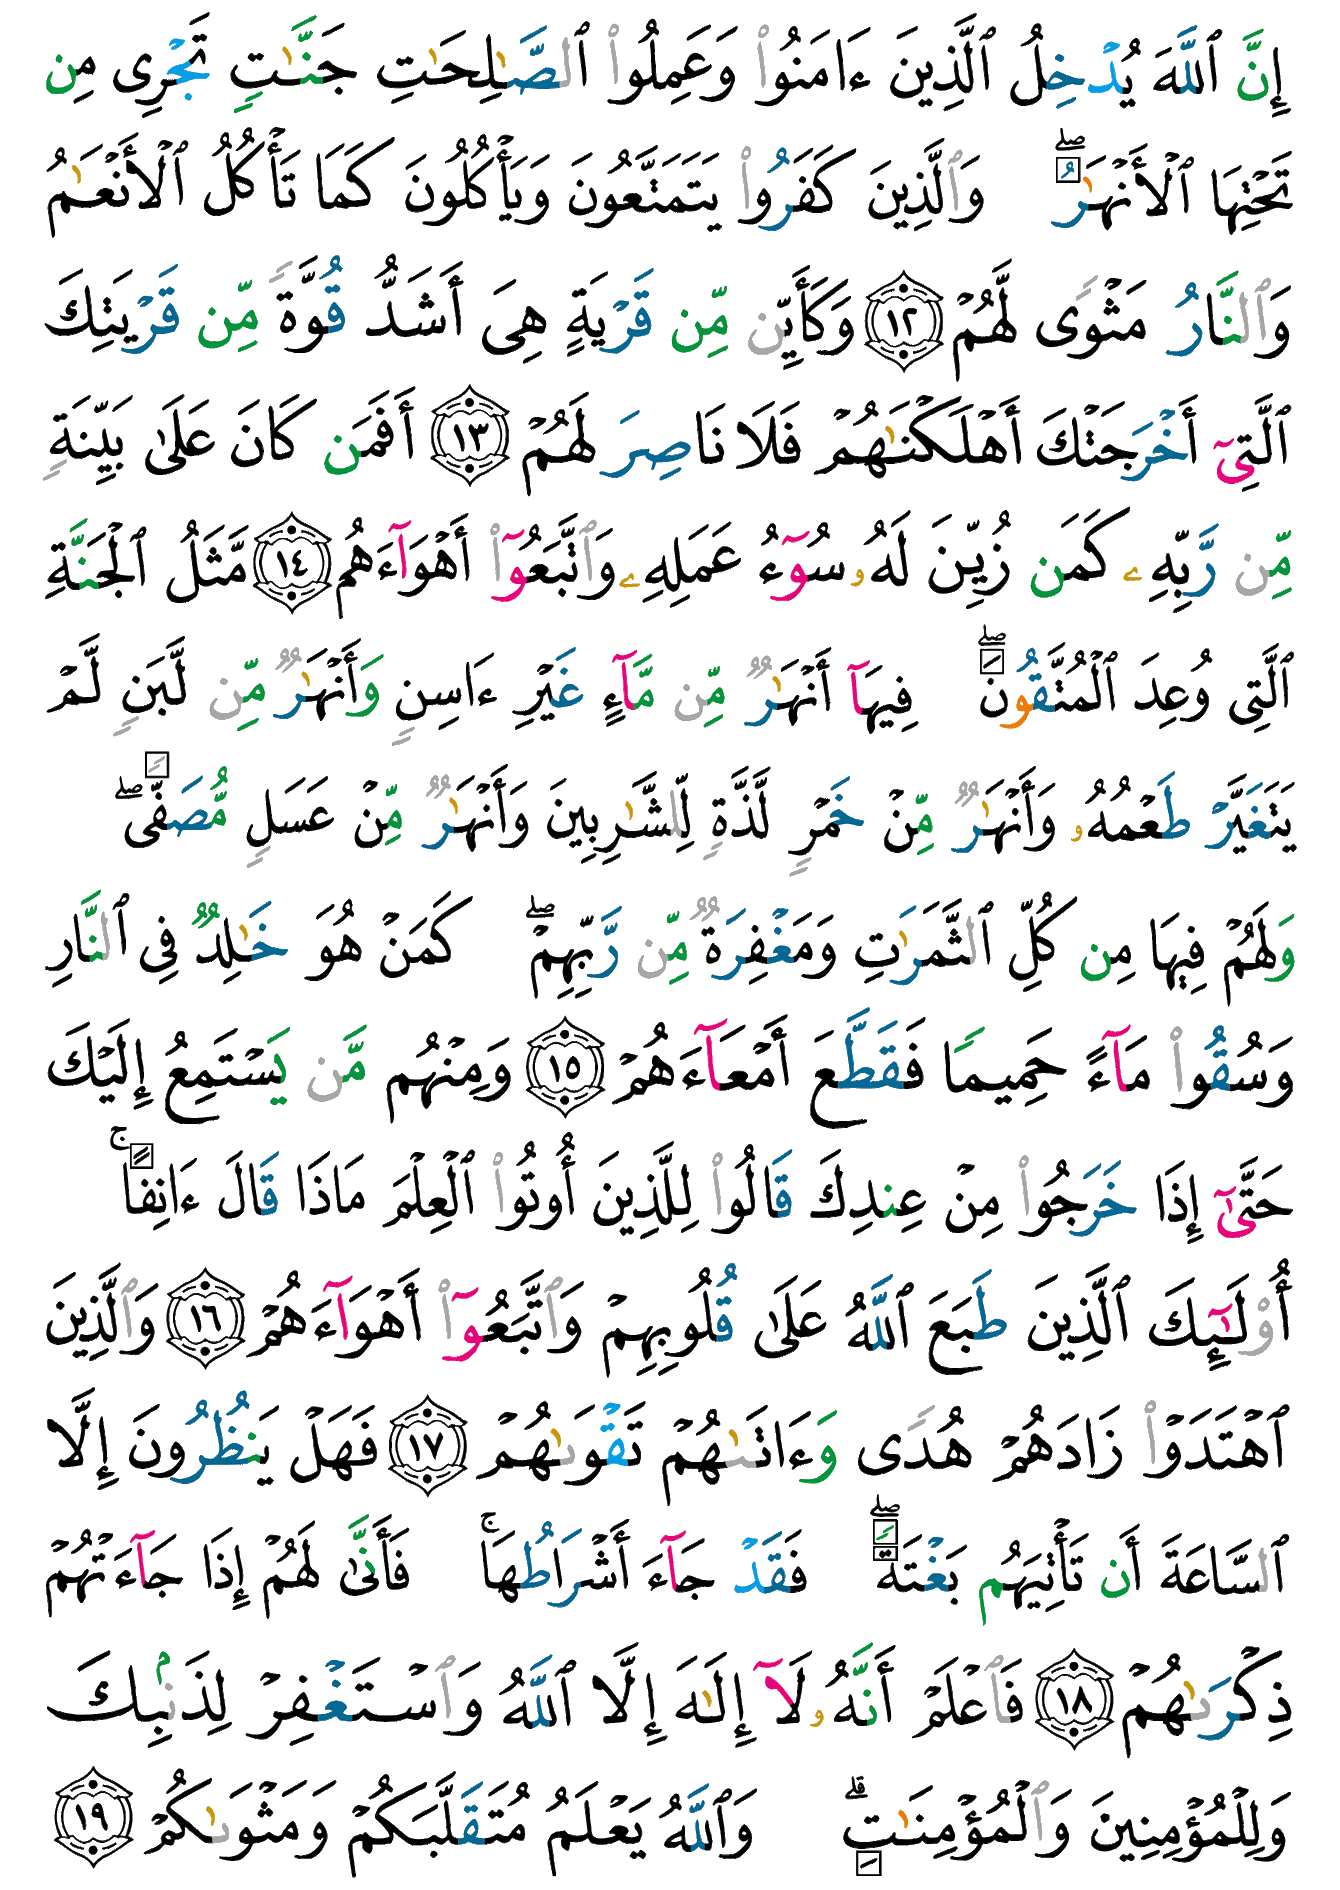 إِنَّ ٱللَّهَ يُدْخِلُ ٱلَّذِينَ ءَامَنُوا۟ وَعَمِلُوا۟ ٱلصَّـٰلِحَـٰتِ جَنَّـٰتٍ تَجْرِى مِن
تَحْتِهَا ٱلْأَنْهَـٰرُ ۖ وَٱلَّذِينَ كَفَرُوا۟ يَتَمَتَّعُونَ وَيَأْكُلُونَ كَمَا تَأْكُلُ ٱلْأَنْعَـٰمُ
وَٱلنَّارُ مَثْوًى لَّهُمْ ١٢ وَكَأَيِّن مِّن قَرْيَةٍ هِىَ أَشَدُّ قُوَّةً مِّن قَرْيَتِكَ
ٱلَّتِىٓ أَخْرَجَتْكَ أَهْلَكْنَـٰهُمْ فَلَا نَاصِرَ لَهُمْ ١٣ أَفَمَن كَانَ عَلَىٰ بَيِّنَةٍ
مِّن رَّبِّهِۦ كَمَن زُيِّنَ لَهُۥ سُوٓءُ عَمَلِهِۦ وَٱتَّبَعُوٓا۟ أَهْوَآءَهُم ١٤ مَّثَلُ ٱلْجَنَّةِ
ٱلَّتِى وُعِدَ ٱلْمُتَّقُونَ ۖ فِيهَآ أَنْهَـٰرٌ مِّن مَّآءٍ غَيْرِ ءَاسِنٍ وَأَنْهَـٰرٌ مِّن لَّبَنٍ لَّمْ
يَتَغَيَّرْ طَعْمُهُۥ وَأَنْهَـٰرٌ مِّنْ خَمْرٍ لَّذَّةٍ لِّلشَّـٰرِبِينَ وَأَنْهَـٰرٌ مِّنْ عَسَلٍ مُّصَفًّى ۖ
وَلَهُمْ فِيهَا مِن كُلِّ ٱلثَّمَرَٰتِ وَمَغْفِرَةٌ مِّن رَّبِّهِمْ ۖ كَمَنْ هُوَ خَـٰلِدٌ فِى ٱلنَّارِ
وَسُقُوا۟ مَآءً حَمِيمًا فَقَطَّعَ أَمْعَآءَهُمْ ١٥ وَمِنْهُم مَّن يَسْتَمِعُ إِلَيْكَ
حَتَّىٰٓ إِذَا خَرَجُوا۟ مِنْ عِندِكَ قَالُوا۟ لِلَّذِينَ أُوتُوا۟ ٱلْعِلْمَ مَاذَا قَالَ ءَانِفًا ۚ
أُو۟لَـٰٓئِكَ ٱلَّذِينَ طَبَعَ ٱللَّهُ عَلَىٰ قُلُوبِهِمْ وَٱتَّبَعُوٓا۟ أَهْوَآءَهُمْ ١٦ وَٱلَّذِينَ
ٱهْتَدَوْا۟ زَادَهُمْ هُدًى وَءَاتَىٰهُمْ تَقْوَىٰهُمْ ١٧ فَهَلْ يَنظُرُونَ إِلَّا
ٱلسَّاعَةَ أَن تَأْتِيَهُم بَغْتَةً ۖ فَقَدْ جَآءَ أَشْرَاطُهَا ۚ فَأَنَّىٰ لَهُمْ إِذَا جَآءَتْهُمْ
ذِكْرَىٰهُمْ ١٨ فَٱعْلَمْ أَنَّهُۥ لَآ إِلَـٰهَ إِلَّا ٱللَّهُ وَٱسْتَغْفِرْ لِذَنۢبِكَ
وَلِلْمُؤْمِنِينَ وَٱلْمُؤْمِنَـٰتِ ۗ وَٱللَّهُ يَعْلَمُ مُتَقَلَّبَكُمْ وَمَثْوَىٰكُمْ ١٩